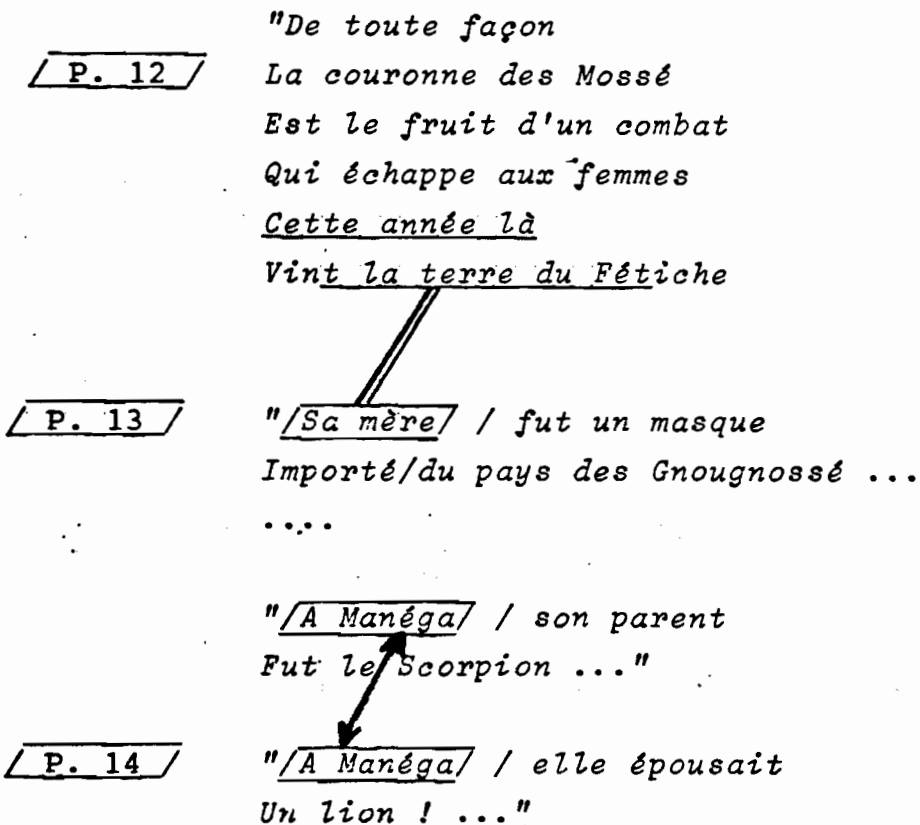 "De toute façon
/ P. 12 / La couronne des Mossé
Est le fruit d'un combat
Qui échappe aux femmes
Cette année là
Vint la terre du Fétiche
/ P. 13 / "/Sa mère/ / fut un masque
Importé/du pays des Gnougnossé ...
....
"/A Manéga/ / son parent
Fut le Scorpion ..."
/ P. 14 / "/A Manéga/ / elle épousait
Un lion ! ..."